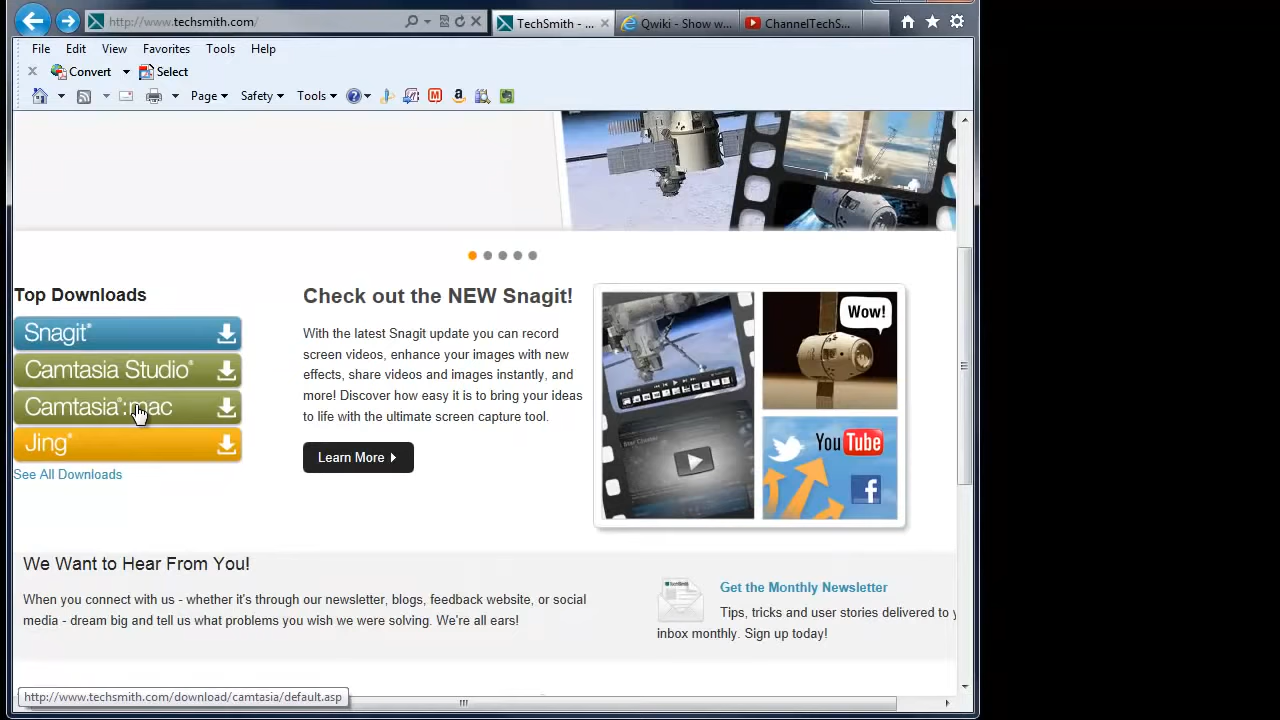 http://www.techsmith.com/
TechSmith - ...
Qwiki - Show w...
ChannelTechS...
File Edit View Favorites Tools Help
Convert Select
Page Safety Tools
Top Downloads
Snagit®
Camtasia Studio®
Camtasia®:mac
Jing®
See All Downloads
Check out the NEW Snagit!
With the latest Snagit update you can record
screen videos, enhance your images with new
effects, share videos and images instantly, and
more! Discover how easy it is to bring your ideas
to life with the ultimate screen capture tool.
Learn More
Wow!
YouTube
We Want to Hear From You!
When you connect with us - whether it's through our newsletter, blogs, feedback website, or social
media - dream big and tell us what problems you wish we were solving. We're all ears!
Get the Monthly Newsletter
Tips, tricks and user stories delivered to y
inbox monthly. Sign up today!
http://www.techsmith.com/download/camtasia/default.asp